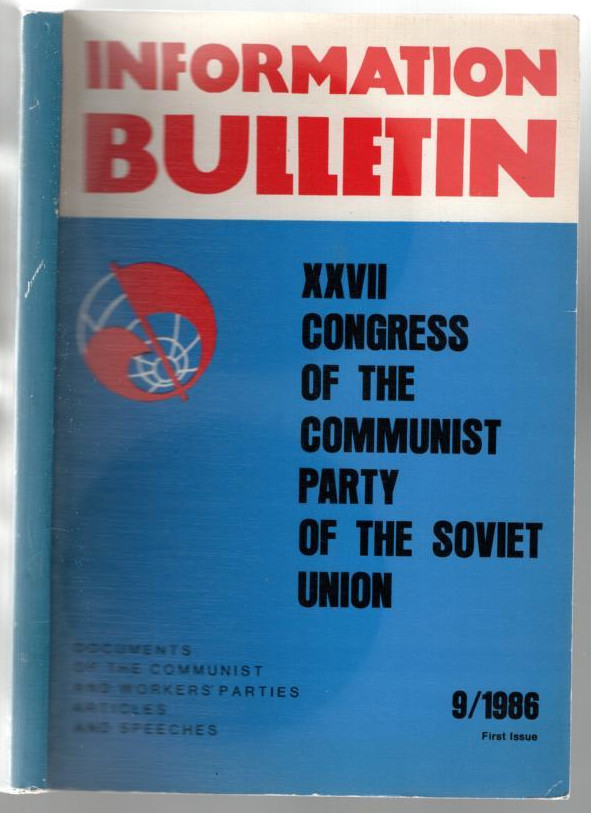 INFORMATION
BULLETIN
XXVII
CONGRESS
OF THE
COMMUNIST
PARTY
OF THE SOVIET
UNION
DOCUMENTS
OF THE COMMUNIST
AND WORKERS' PARTIES
ARTICLES
AND SPEECHES
9/1986
First Issue